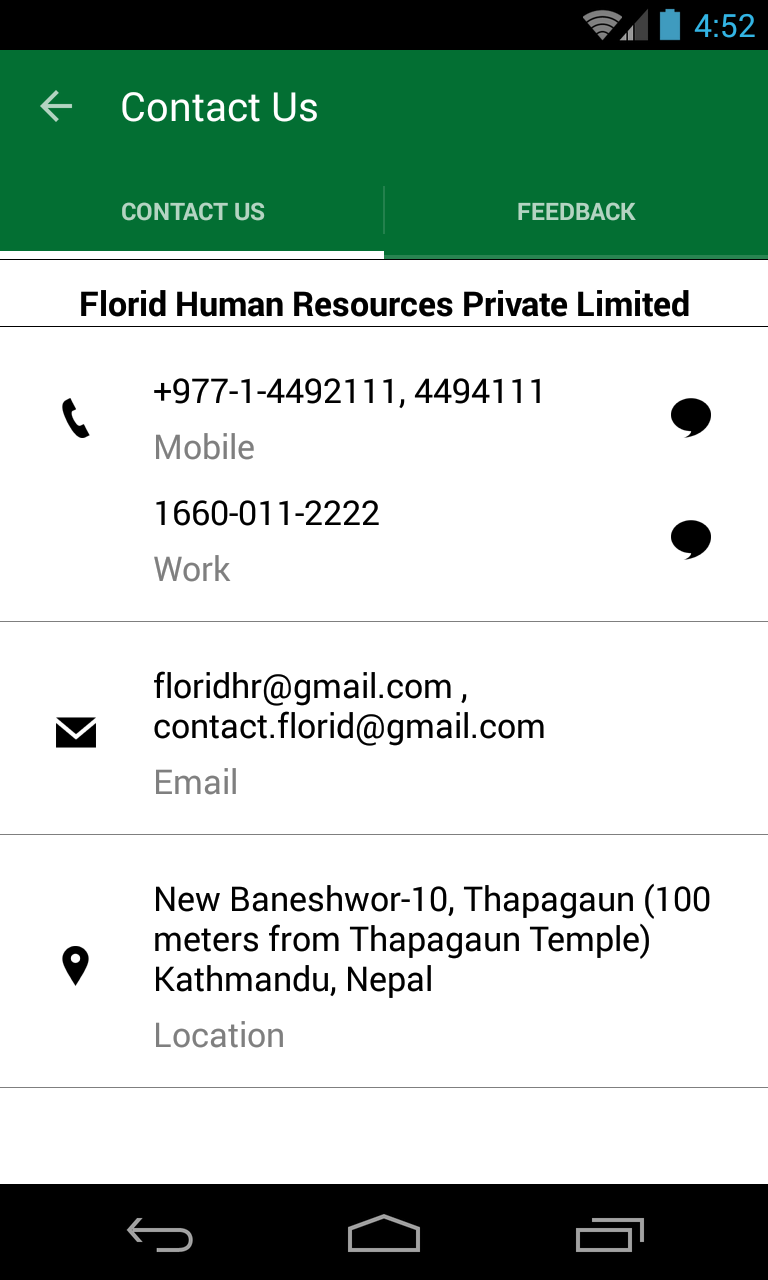 4:52
Contact Us
CONTACT US
FEEDBACK
Florid Human Resources Private Limited
+977-1-4492111, 4494111
Mobile
1660-011-2222
Work
floridhr@gmail.com ,
contact.florid@gmail.com
Email
New Baneshwor-10, Thapagaun (100
meters from Thapagaun Temple)
Kathmandu, Nepal
Location